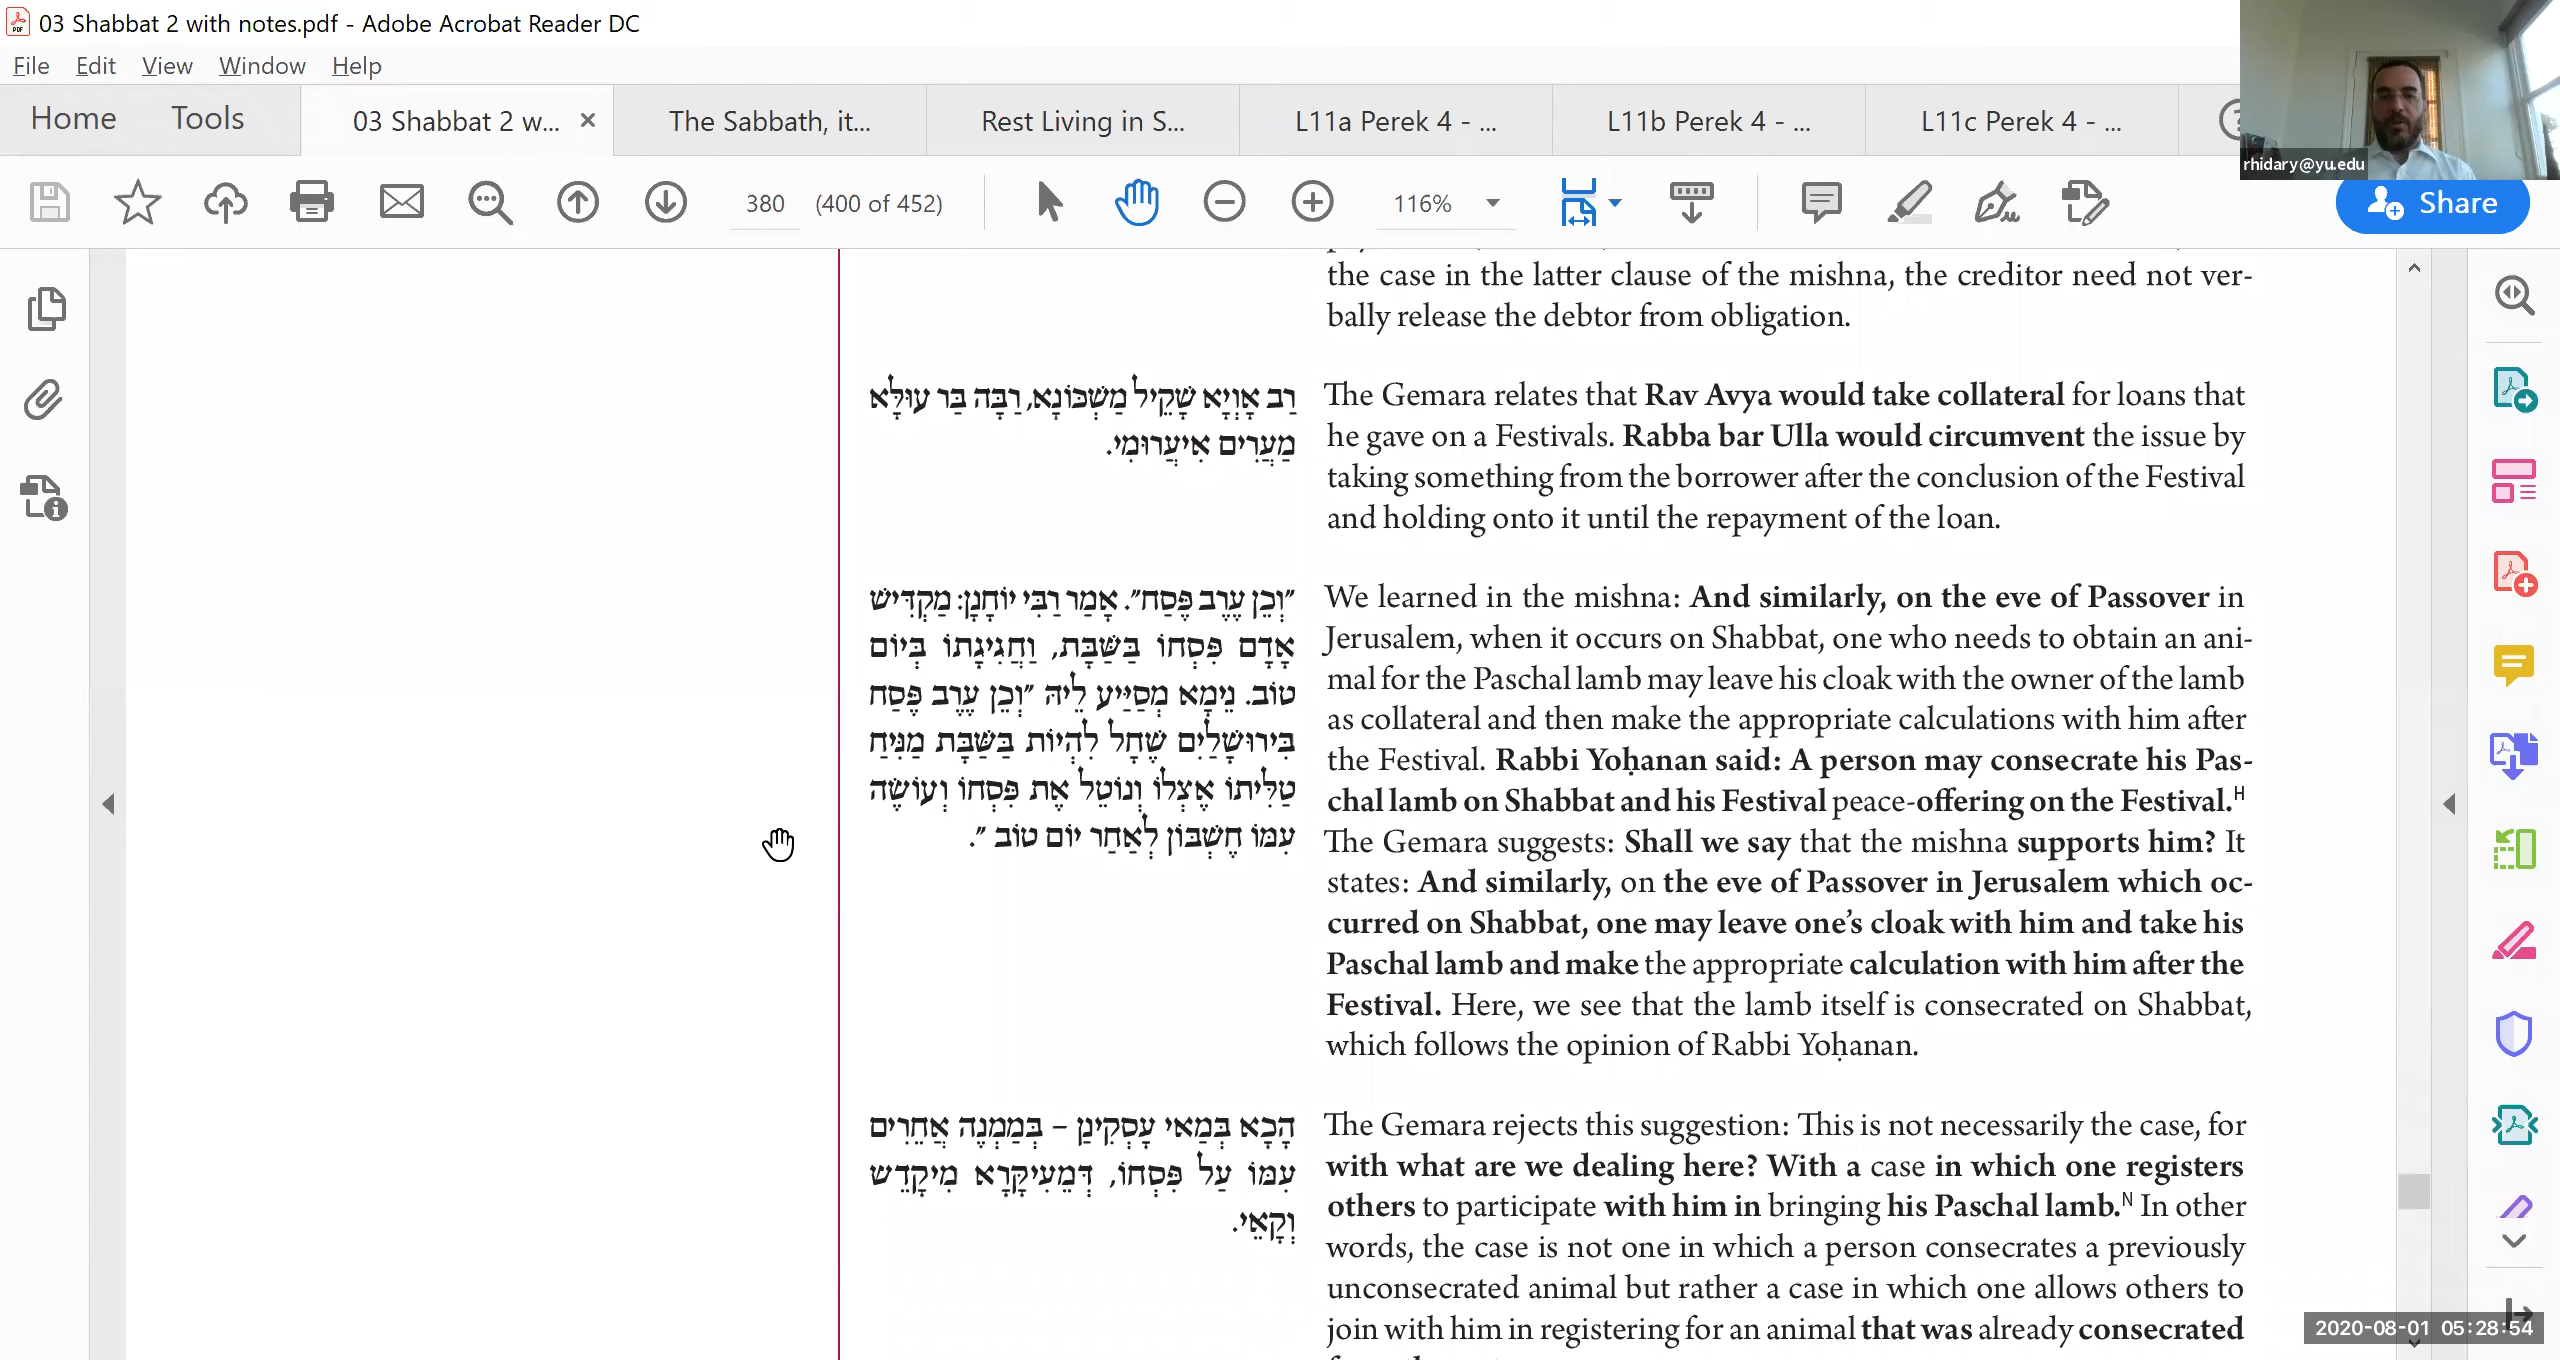 03 Shabbat 2 with notes.pdf - Adobe Acrobat Reader DC
File Edit View Window Help
Home Tools 03 Shabbat 2 w... × The Sabbath, it... Rest Living in S... L11a Perek 4 - ... L11b Perek 4 - ... L11c Perek 4 - ...
rhidary@yu.edu
380 (400 of 452) 116% Share
the case in the latter clause of the mishna, the creditor need not ver-
bally release the debtor from obligation.
רַב אָוְיָא שָׁקֵיל מַשְׁכּוֹנָא, רַבָּה בַּר עוּלָּא
מַעֲרִים אִיעֲרוּמֵי.
The Gemara relates that Rav Avya would take collateral for loans that
he gave on a Festivals. Rabba bar Ulla would circumvent the issue by
taking something from the borrower after the conclusion of the Festival
and holding onto it until the repayment of the loan.
״וְכֵן עֶרֶב פֶּסַח״. אָמַר רַבִּי יוֹחָנָן: מַקְדִּישׁ
אָדָם פִּסְחוֹ בַּשַּׁבָּת, וַחֲגִיגָתוֹ בְּיוֹם
טוֹב. נֵימָא מְסַיַּיע לֵיהּ ״וְכֵן עֶרֶב פֶּסַח
בִּירוּשָׁלַיִם שֶׁחָל לִהְיוֹת בַּשַּׁבָּת מַנִּיחַ
טַלִּיתוֹ אֶצְלוֹ וְנוֹטֵל אֶת פִּסְחוֹ וְעוֹשֶׂה
עִמּוֹ חֶשְׁבּוֹן לְאַחַר יוֹם טוֹב ״.
We learned in the mishna: And similarly, on the eve of Passover in
Jerusalem, when it occurs on Shabbat, one who needs to obtain an ani-
mal for the Paschal lamb may leave his cloak with the owner of the lamb
as collateral and then make the appropriate calculations with him after
the Festival. Rabbi Yoḥanan said: A person may consecrate his Pas-
chal lamb on Shabbat and his Festival peace-offering on the Festival.H
The Gemara suggests: Shall we say that the mishna supports him? It
states: And similarly, on the eve of Passover in Jerusalem which oc-
curred on Shabbat, one may leave one's cloak with him and take his
Paschal lamb and make the appropriate calculation with him after the
Festival. Here, we see that the lamb itself is consecrated on Shabbat,
which follows the opinion of Rabbi Yoḥanan.
הָכָא בְּמַאי עָסְקִינַן – בְּמַמְנֶה אֲחֵרִים
עִמּוֹ עַל פִּסְחוֹ, דְּמֵעִיקָּרָא מִיקָדֵשׁ
וְקָאֵי.
The Gemara rejects this suggestion: This is not necessarily the case, for
with what are we dealing here? With a case in which one registers
others to participate with him in bringing his Paschal lamb.N In other
words, the case is not one in which a person consecrates a previously
unconsecrated animal but rather a case in which one allows others to
join with him in registering for an animal that was already consecrated
2020-08-01 05:28:54